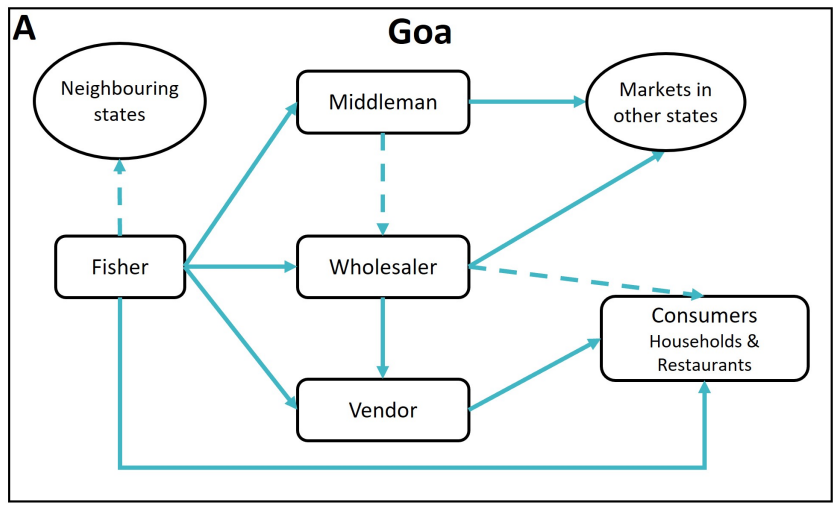 A
Goa
Neighbouring
states
Middleman
Markets in
other states
Fisher
Wholesaler
Consumers
Households &
Restaurants
Vendor